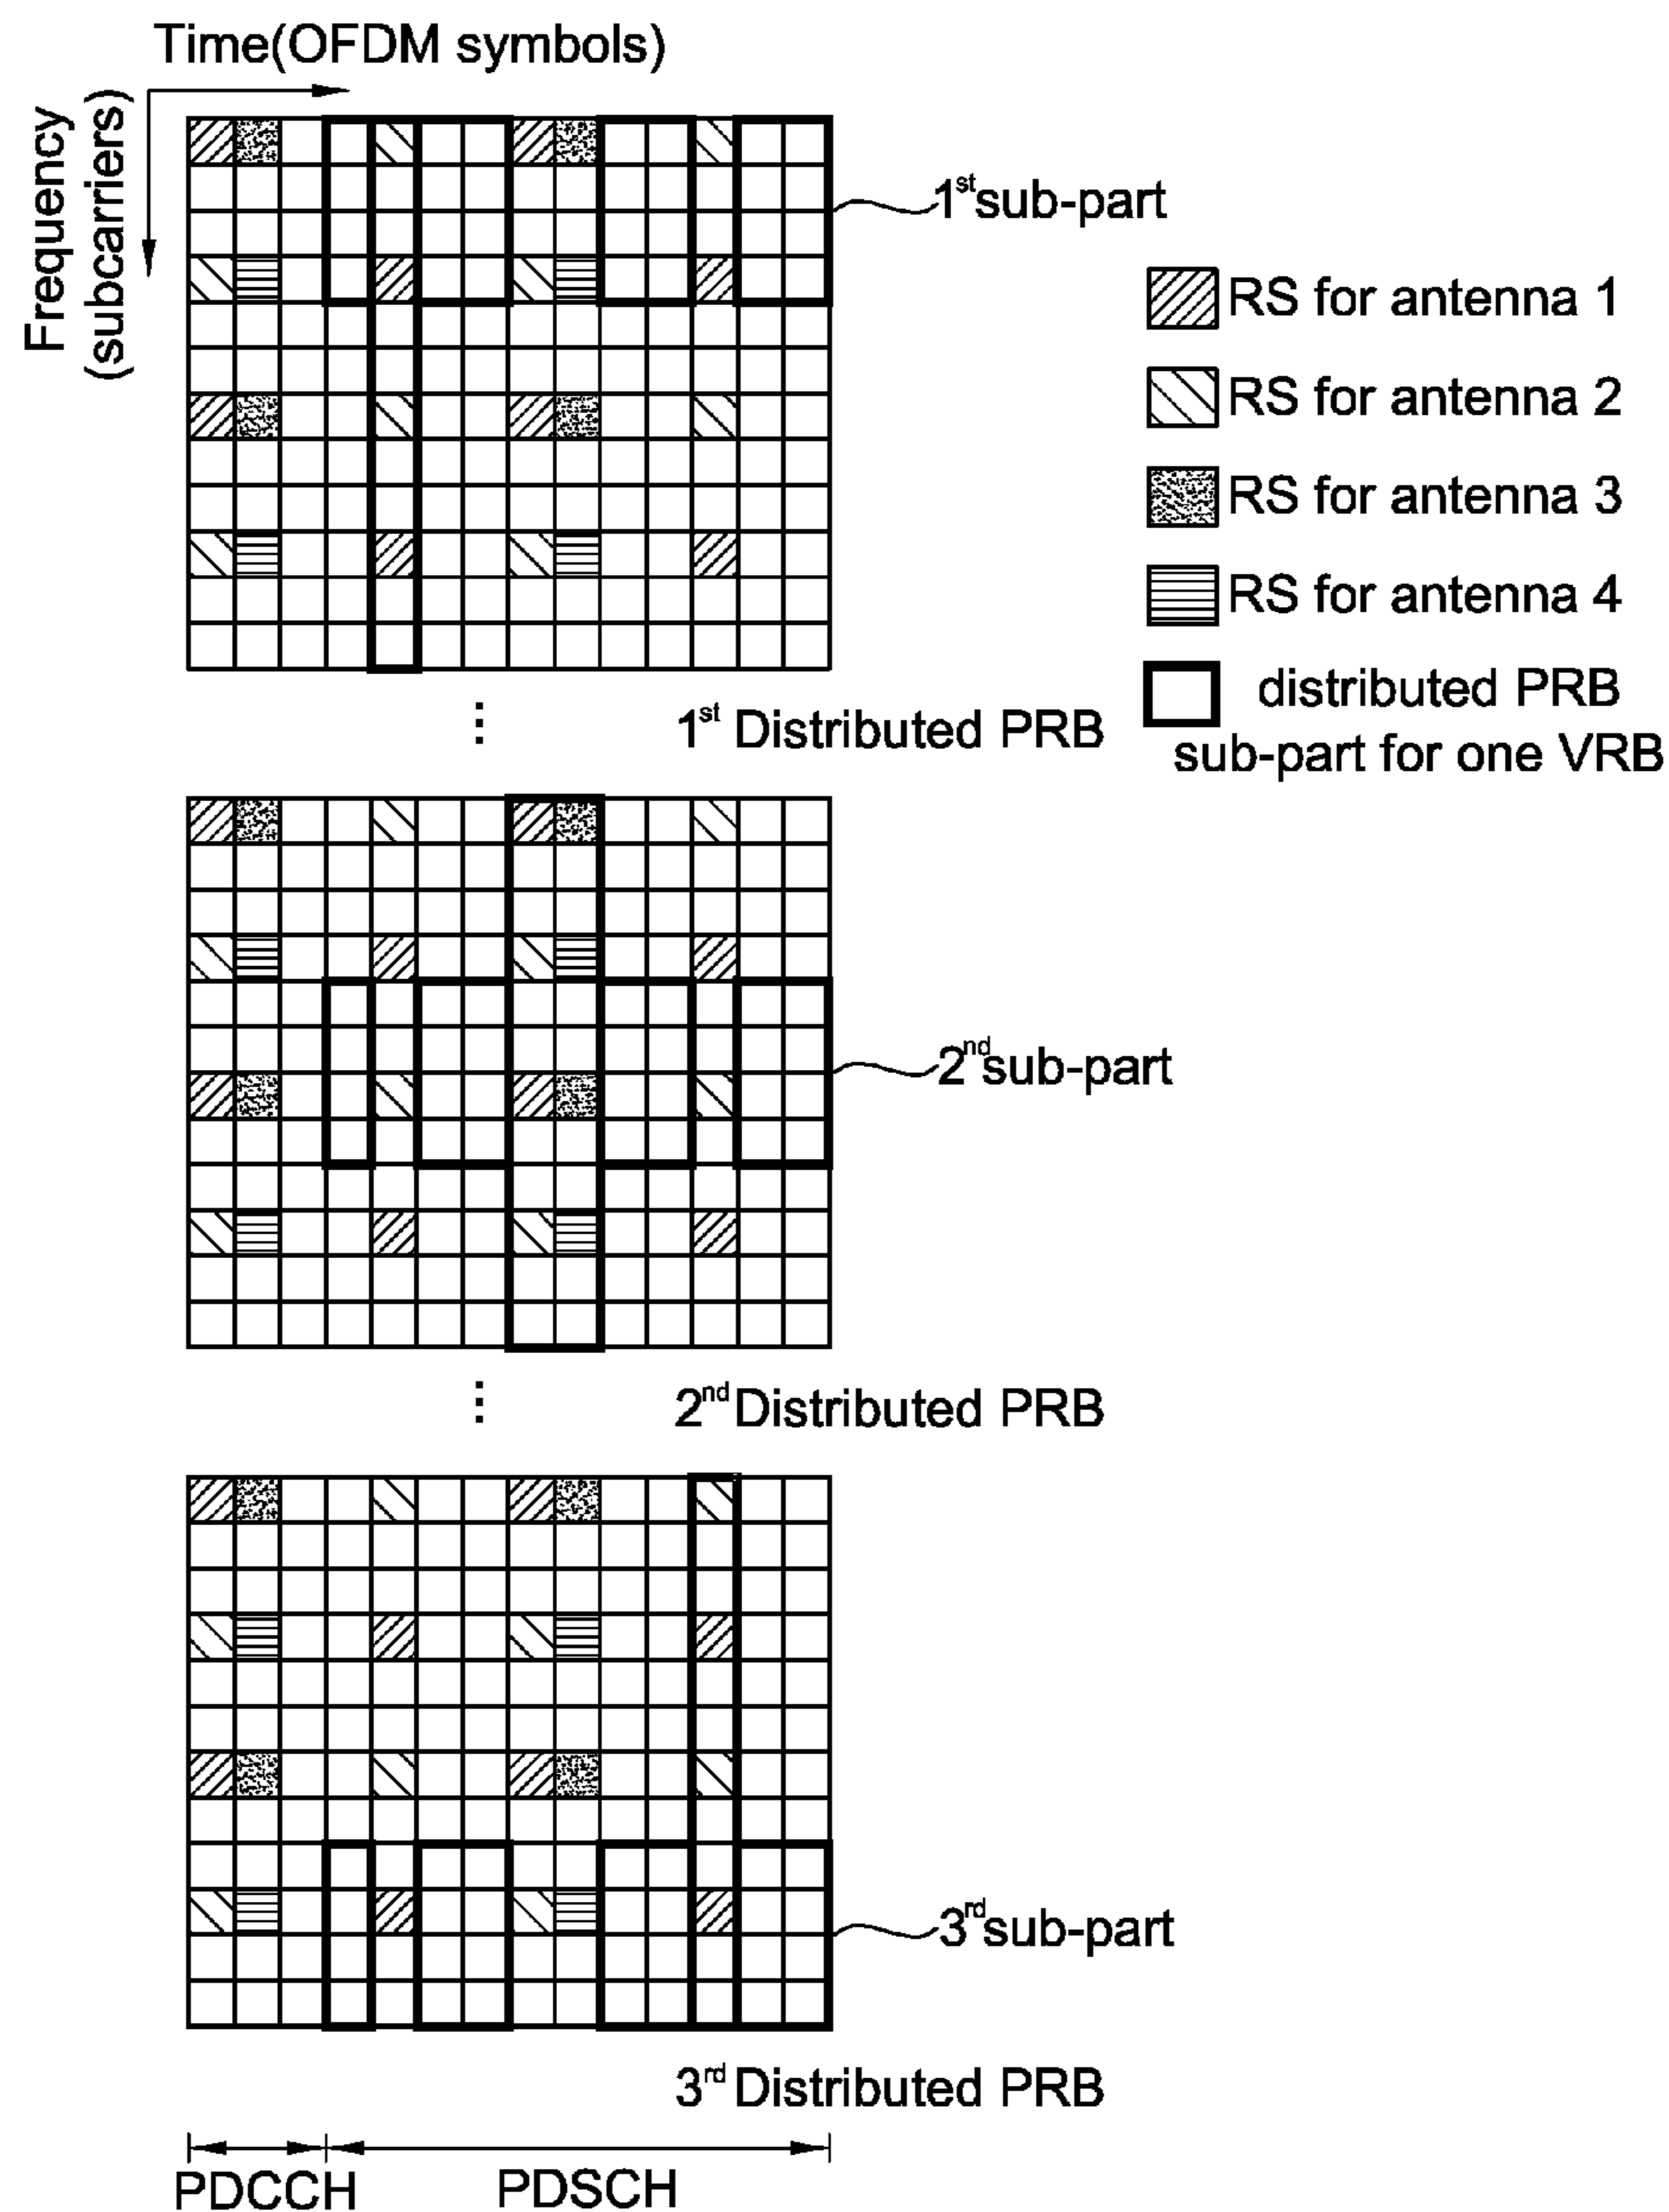 Time(OFDM symbols)
Frequency
(subcarriers)
1st sub-part
RS for antenna 1
RS for antenna 2
RS for antenna 3
RS for antenna 4
distributed PRB
sub-part for one VRB
⋮
1st Distributed PRB
2nd sub-part
⋮
2nd Distributed PRB
3rd sub-part
3rd Distributed PRB
PDCCH
PDSCH